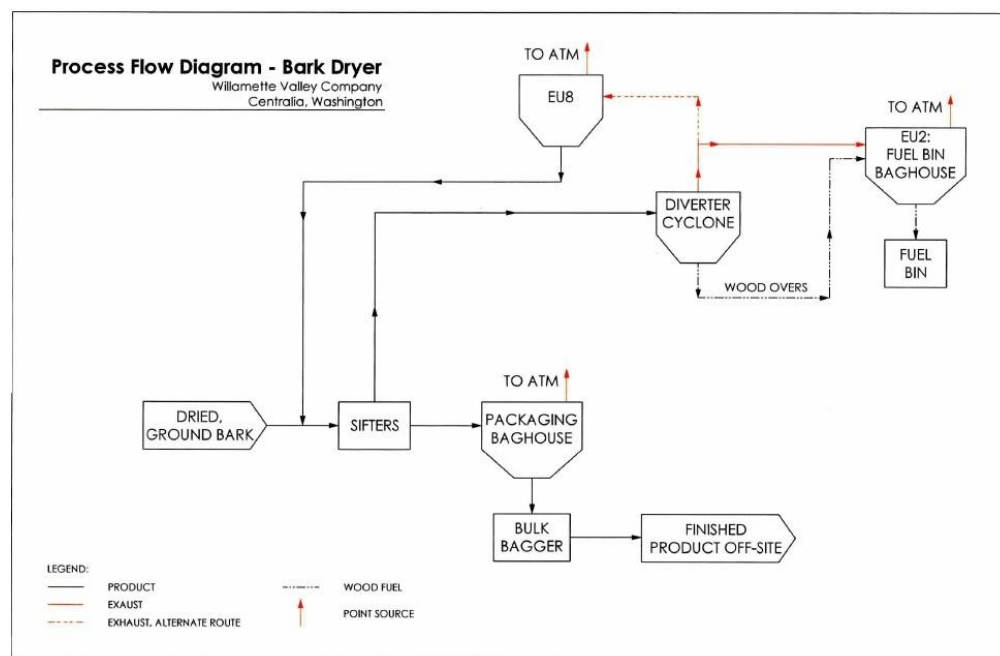 Process Flow Diagram - Bark Dryer
Willamette Valley Company
Centralia, Washington
TO ATM
EU8
TO ATM
EU2:
FUEL BIN
BAGHOUSE
DIVERTER
CYCLONE
FUEL
BIN
WOOD OVERS
TO ATM
DRIED,
GROUND BARK
SIFTERS
PACKAGING
BAGHOUSE
BULK
BAGGER
FINISHED
PRODUCT OFF-SITE
LEGEND:
PRODUCT
EXAUST
EXHAUST, ALTERNATE ROUTE
WOOD FUEL
POINT SOURCE